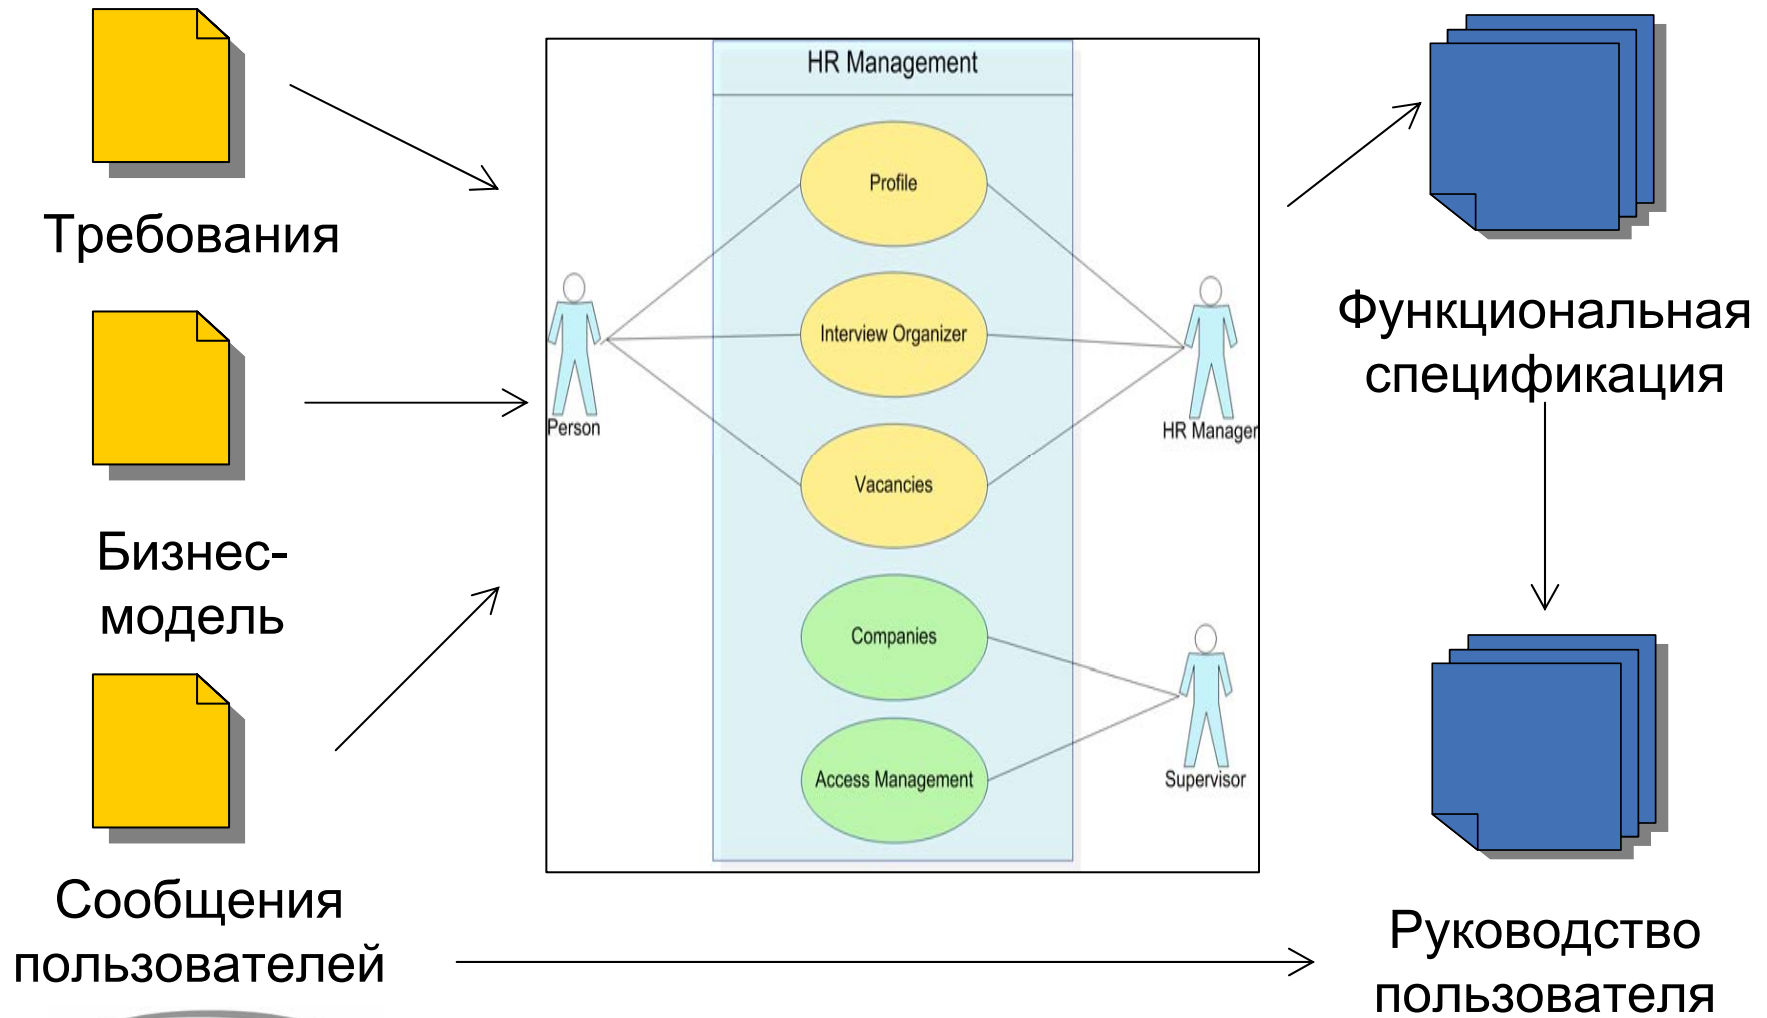 Требования
Бизнес-
модель
Сообщения
пользователей
HR Management
Profile
Interview Organizer
Vacancies
Companies
Access Management
Person
HR Manager
Supervisor
Функциональная
спецификация
Руководство
пользователя